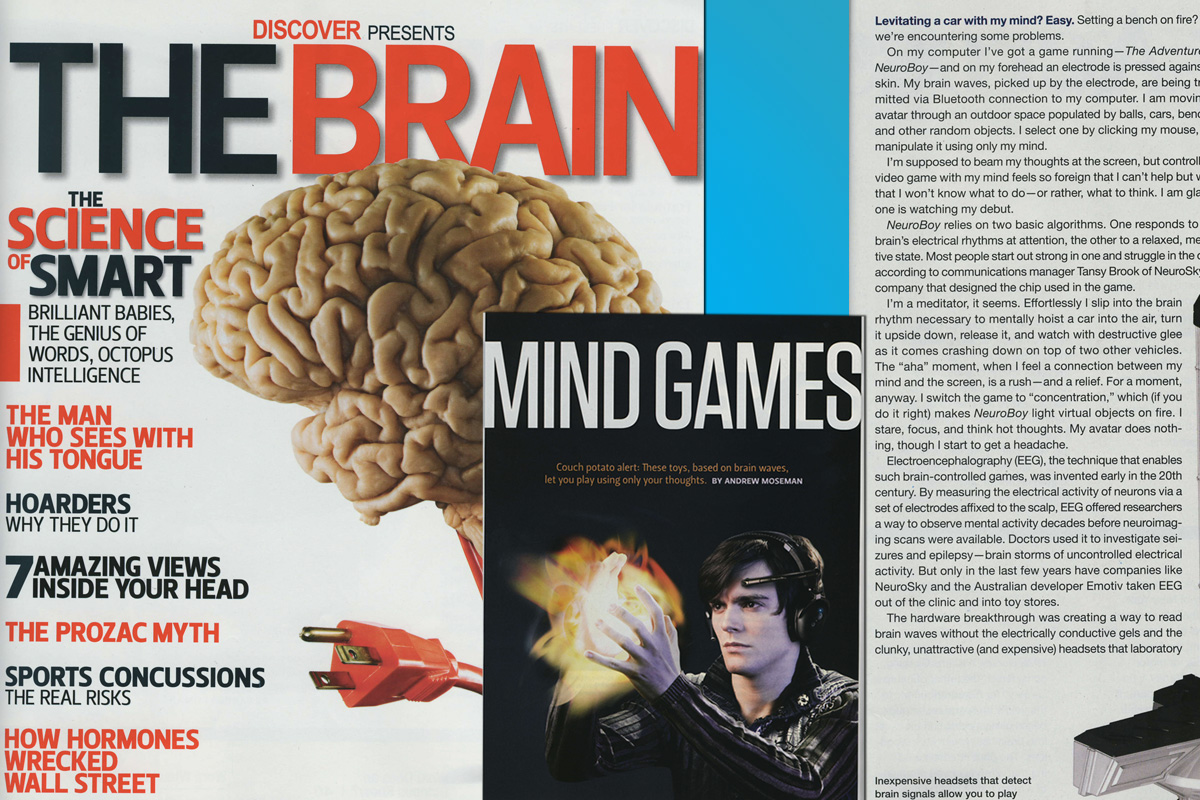 DISCOVER PRESENTS
THE BRAIN
THE
SCIENCE
OF SMART
BRILLIANT BABIES,
THE GENIUS OF
WORDS, OCTOPUS
INTELLIGENCE
THE MAN
WHO SEES WITH
HIS TONGUE
HOARDERS
WHY THEY DO IT
7 AMAZING VIEWS
INSIDE YOUR HEAD
THE PROZAC MYTH
SPORTS CONCUSSIONS
THE REAL RISKS
HOW HORMONES
WRECKED
WALL STREET
MIND GAMES
Couch potato alert: These toys, based on brain waves,
let you play using only your thoughts. BY ANDREW MOSEMAN
Levitating a car with my mind? Easy. Setting a bench on fire?
we're encountering some problems.
On my computer I've got a game running—The Adventur
NeuroBoy—and on my forehead an electrode is pressed agains
skin. My brain waves, picked up by the electrode, are being tr
mitted via Bluetooth connection to my computer. I am movin
avatar through an outdoor space populated by balls, cars, benc
and other random objects. I select one by clicking my mouse,
manipulate it using only my mind.
I'm supposed to beam my thoughts at the screen, but controll
video game with my mind feels so foreign that I can't help but w
that I won't know what to do—or rather, what to think. I am gla
one is watching my debut.
NeuroBoy relies on two basic algorithms. One responds to
brain's electrical rhythms at attention, the other to a relaxed, me
tive state. Most people start out strong in one and struggle in the o
according to communications manager Tansy Brook of NeuroSky
company that designed the chip used in the game.
I'm a meditator, it seems. Effortlessly I slip into the brain
rhythm necessary to mentally hoist a car into the air, turn
it upside down, release it, and watch with destructive glee
as it comes crashing down on top of two other vehicles.
The “aha” moment, when I feel a connection between my
mind and the screen, is a rush—and a relief. For a moment,
anyway. I switch the game to “concentration,” which (if you
do it right) makes NeuroBoy light virtual objects on fire. I
stare, focus, and think hot thoughts. My avatar does noth-
ing, though I start to get a headache.
Electroencephalography (EEG), the technique that enables
such brain-controlled games, was invented early in the 20th
century. By measuring the electrical activity of neurons via a
set of electrodes affixed to the scalp, EEG offered researchers
a way to observe mental activity decades before neuroimag-
ing scans were available. Doctors used it to investigate sei-
zures and epilepsy—brain storms of uncontrolled electrical
activity. But only in the last few years have companies like
NeuroSky and the Australian developer Emotiv taken EEG
out of the clinic and into toy stores.
The hardware breakthrough was creating a way to read
brain waves without the electrically conductive gels and the
clunky, unattractive (and expensive) headsets that laboratory
Inexpensive headsets that detect
brain signals allow you to play